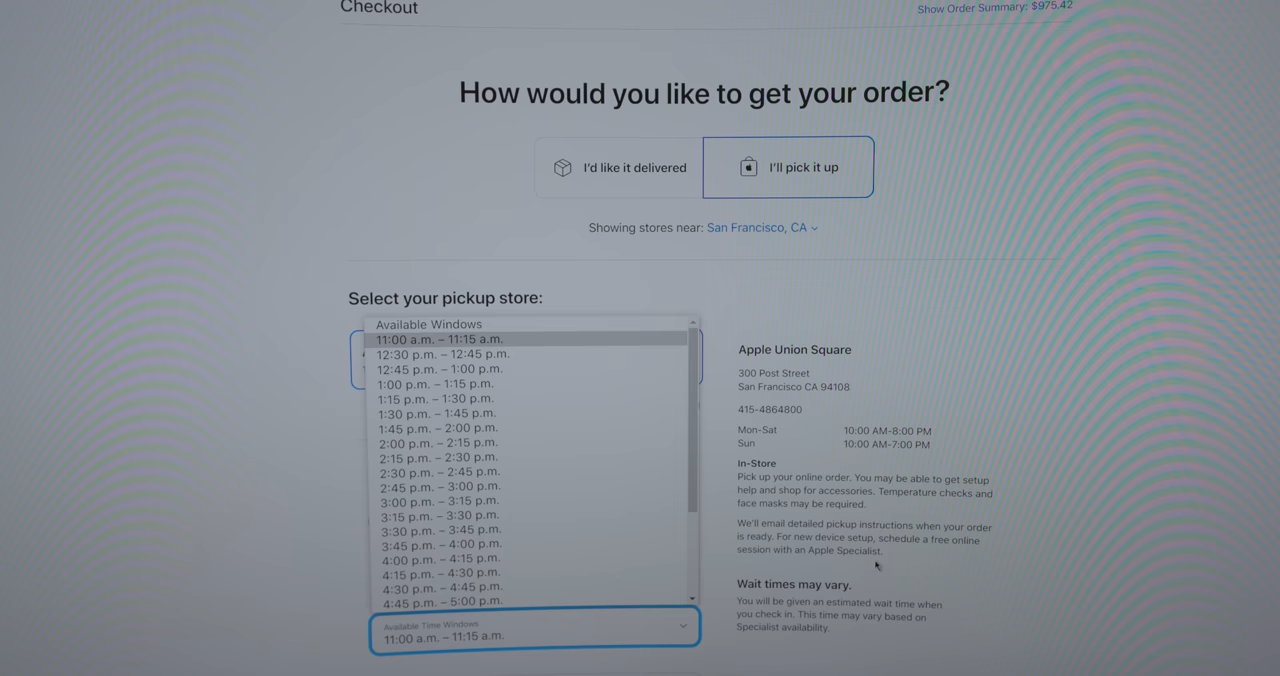 Checkout
Show Order Summary: $975.42
How would you like to get your order?
I'd like it delivered
I'll pick it up
Showing stores near: San Francisco, CA
Select your pickup store:
Available Windows
11:00 a.m. – 11:15 a.m.
12:30 p.m. – 12:45 p.m.
12:45 p.m. – 1:00 p.m.
1:00 p.m. – 1:15 p.m.
1:15 p.m. – 1:30 p.m.
1:30 p.m. – 1:45 p.m.
1:45 p.m. – 2:00 p.m.
2:00 p.m. – 2:15 p.m.
2:15 p.m. – 2:30 p.m.
2:30 p.m. – 2:45 p.m.
2:45 p.m. – 3:00 p.m.
3:00 p.m. – 3:15 p.m.
3:15 p.m. – 3:30 p.m.
3:30 p.m. – 3:45 p.m.
3:45 p.m. – 4:00 p.m.
4:00 p.m. – 4:15 p.m.
4:15 p.m. – 4:30 p.m.
4:30 p.m. – 4:45 p.m.
4:45 p.m. – 5:00 p.m.
Available Time Windows
11:00 a.m. – 11:15 a.m.
Apple Union Square
300 Post Street
San Francisco CA 94108
415-4864800
Mon-Sat 10:00 AM-8:00 PM
Sun 10:00 AM-7:00 PM
In-Store
Pick up your online order. You may be able to get setup
help and shop for accessories. Temperature checks and
face masks may be required.
We'll email detailed pickup instructions when your order
is ready. For new device setup, schedule a free online
session with an Apple Specialist.
Wait times may vary.
You will be given an estimated wait time when
you check in. This time may vary based on
Specialist availability.